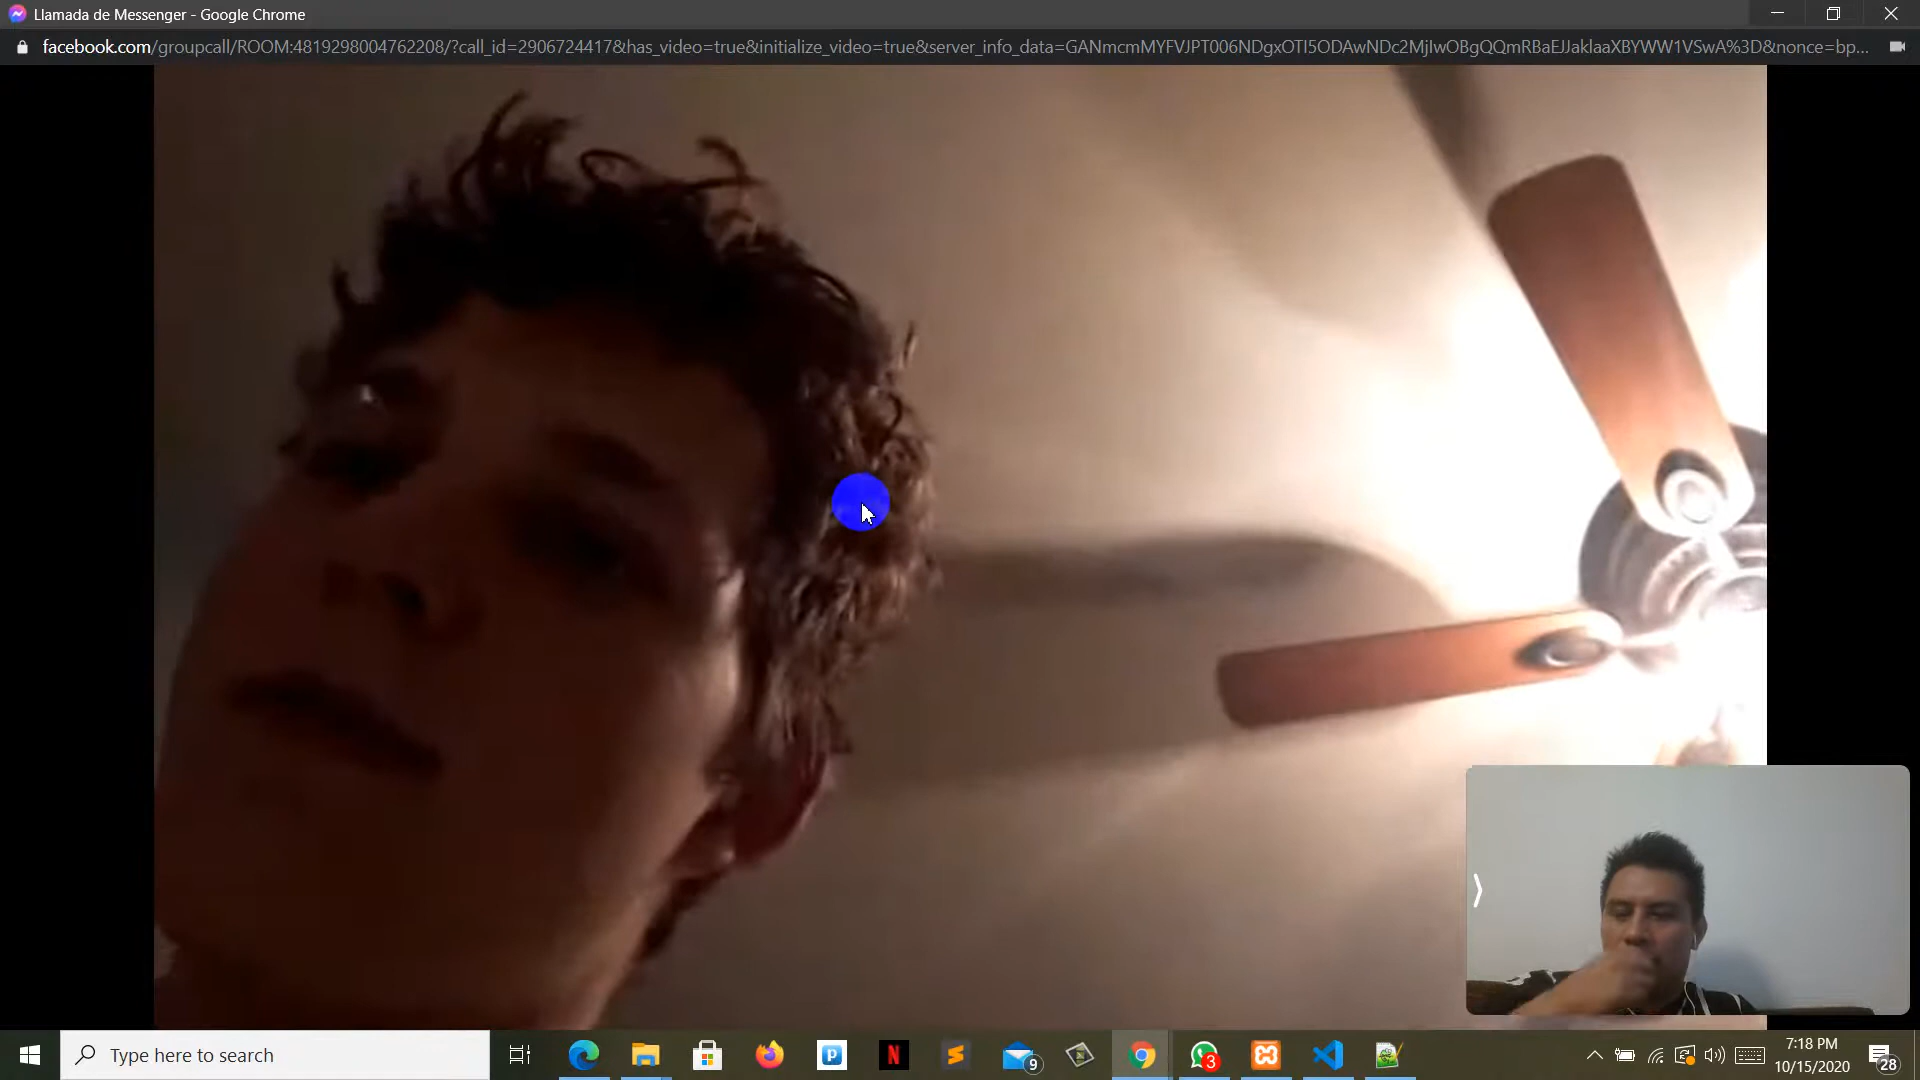 Llamada de Messenger - Google Chrome
facebook.com/groupcall/ROOM:4819298004762208/?call_id=2906724417&has_video=true&initialize_video=true&server_info_data=GANmcmMYFVJPT006NDgxOTI5ODAwNDc2MjIwOBgQQmRBaEJJaklaaXBYWW1VSwA%3D&nonce=bp...
Type here to search
P
N
9
3
7:18 PM
10/15/2020
28